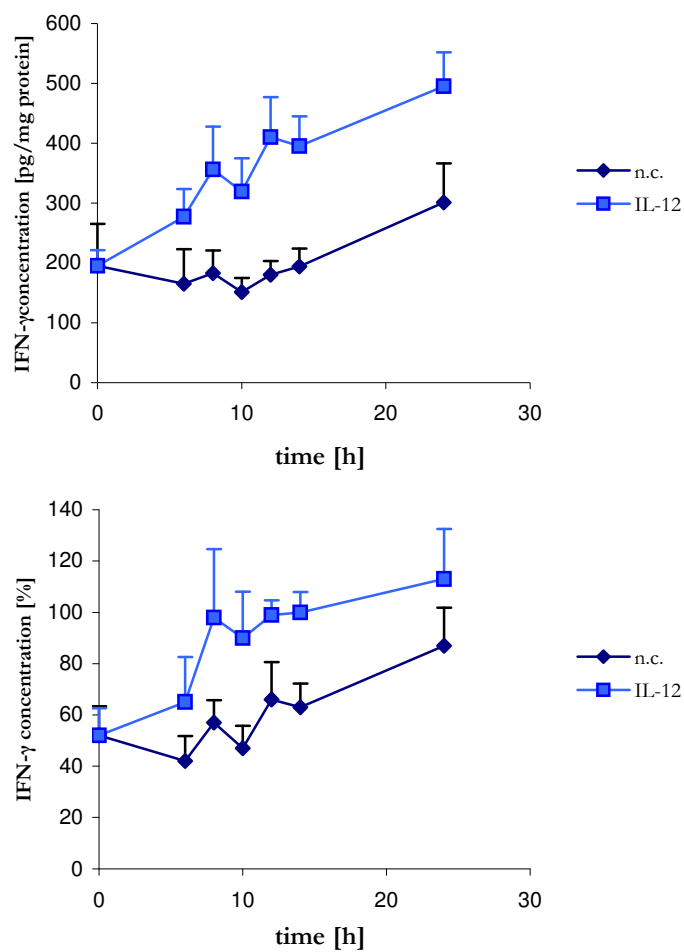 600
500
400
300
200
100
0
IFN-γconcentration [pg/mg protein]
0 10 20 30
time [h]
n.c.
IL-12
140
120
100
80
60
40
20
0
IFN-γ concentration [%]
0 10 20 30
time [h]
n.c.
IL-12